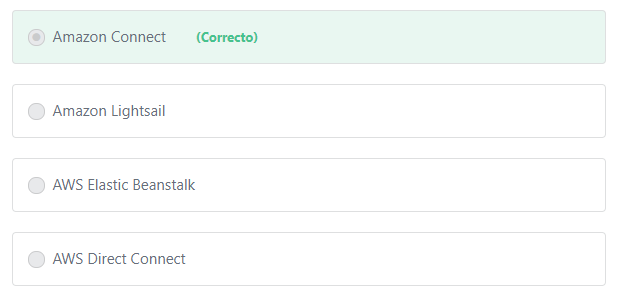 Amazon Connect (Correcto)
Amazon Lightsail
AWS Elastic Beanstalk
AWS Direct Connect